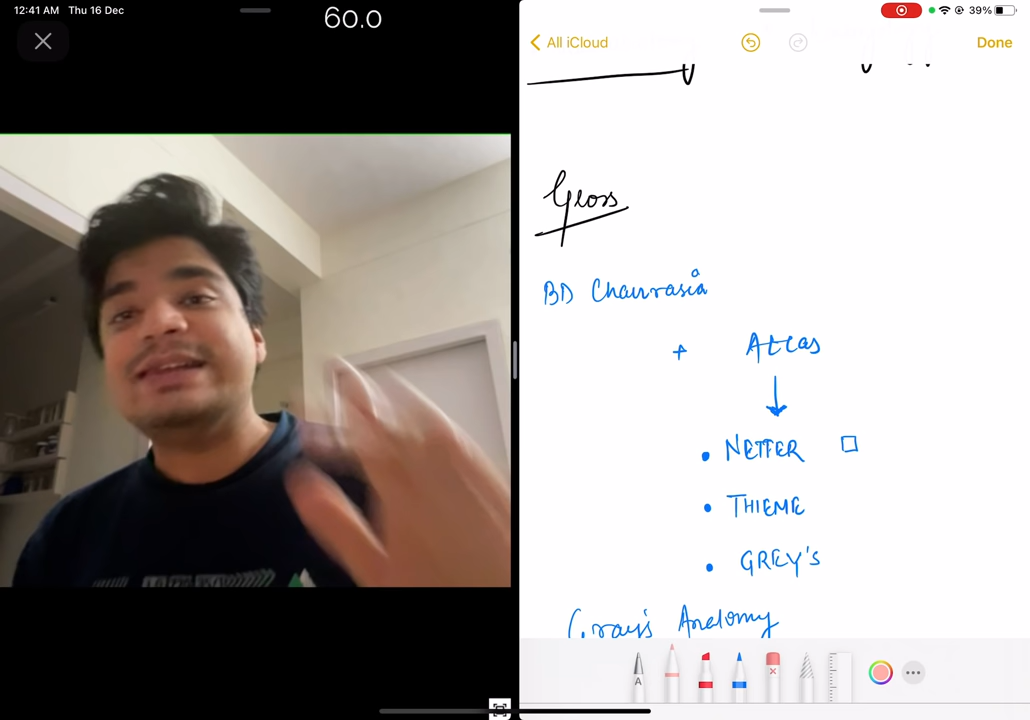 12:41 AM Thu 16 Dec
60.0
39%
All iCloud
Done
Gross
BD Chaurasia
+ Atlas
• NETTER
• THIEME
• GREY'S
Gray's Anatomy
A